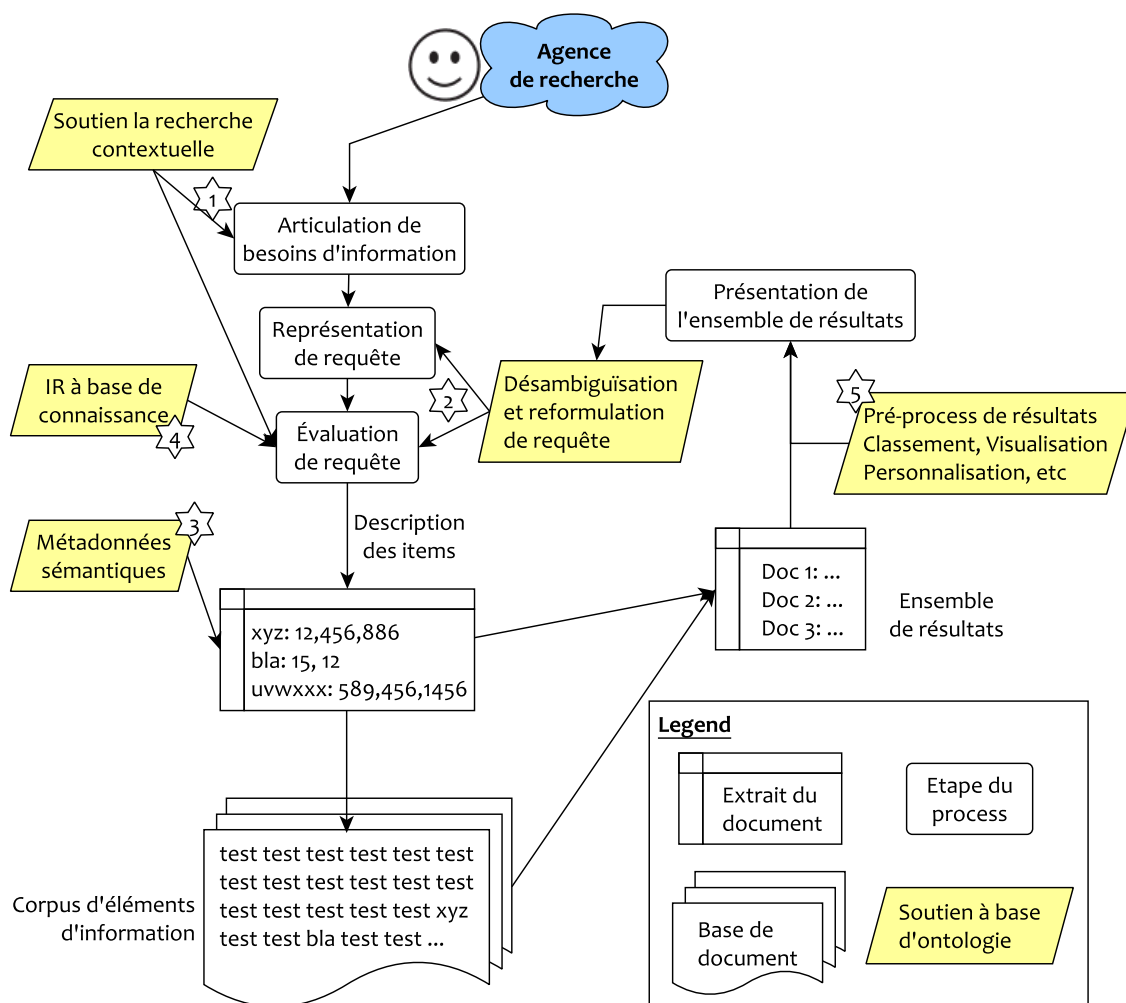 Agence
de recherche
Soutien la recherche
contextuelle
1
Articulation de
besoins d'information
Présentation de
l'ensemble de résultats
Représentation
de requête
IR à base de
connaissance
4
2
Désambiguïsation
et reformulation
de requête
5
Pré-process de résultats
Classement, Visualisation
Personnalisation, etc
Évaluation
de requête
3
Métadonnées
sémantiques
Description
des items
Doc 1: ...
Doc 2: ...
Doc 3: ...
Ensemble
de résultats
xyz: 12,456,886
bla: 15, 12
uvwxxx: 589,456,1456
Legend
Extrait du
document
Etape du
process
test test test test test test
test test test test test test
test test test test test xyz
test test bla test test ...
Corpus d'éléments
d'information
Base de
document
Soutien à base
d'ontologie